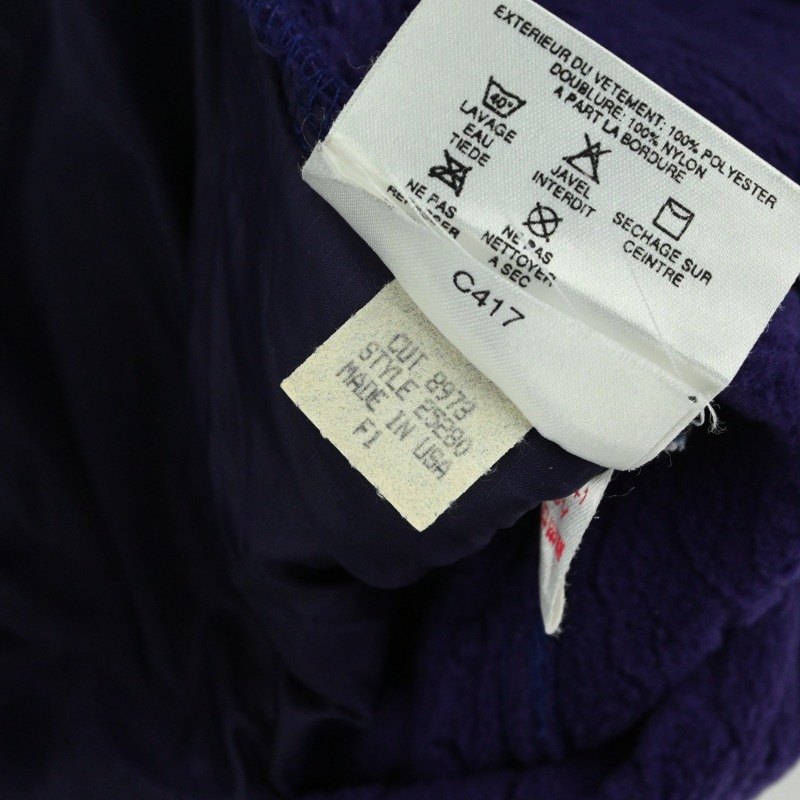 EXTERIEUR DU VETEMENT: 100% POLYESTER
DOUBLURE: 100% NYLON
A PART LA BORDURE
40°
LAVAGE
EAU
TIEDE
JAVEL
INTERDIT
SECHAGE SUR
CEINTRE
NE PAS
NE PAS
NETTOYER
A SEC
C417
CUT 8973
STYLE 25280
MADE IN USA
F1